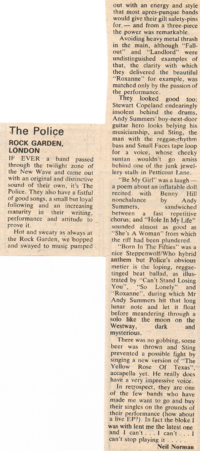 The Police
ROCK GARDEN,
LONDON
IF EVER a band passed
through the twilight zone of
the New Wave and came out
with an original and distinctive
sound of their own, it's The
Police. They also have a fistful
of good songs, a small but loyal
following and an increasing
maturity in their writing,
performance and attitude to
prove it.
Hot and sweaty as always at
the Rock Garden, we bopped
and swayed to music pumped
out with an energy and style
that most apres-punque bands
would give their gilt safety-pins
for — and from a three-piece
the power was remarkable.
Avoiding heavy metal thrash
in the main, although "Fall-
out" and "Landlord" were
undistinguished examples of
that, the clarity with which
they delivered the beautiful
"Roxanne" for example, was
matched only by the passion of
the performance.
They looked good too:
Stewart Copeland endearingly
insolent behind the drums,
Andy Summers' boy-next-door
guitar hero looks belying his
musicianship, and Sting, the
man with the reggae-rhythm
bass and Small Faces type loop
for a voice, whose cheeky
suntan wouldn't go amiss
behind one of the junk jewel-
lery stalls in Petticoat Lane.
"Be My Girl" was a laugh —
a poem about an inflatable doll
recited with Henry Hill
nonchalance by Andy
Summers, sandwiched
between a fast repetitive
chorus; and "Hole In My Life"
sounded almost as good as
"She's A Woman" from which
the riff had been plundered.
"Born In The Fifties" was a
nice Steppenwolf/Who hybrid
anthem but Police's obvious
metier is the loping, reggae-
tinged beat ballad, as illus-
trated by "Can't Stand Losing
You", "So Lonely" and
"Roxanne", during which Mr
Andy Summers hit that long
lunar note and let it float
before meandering through a
solo like the moon on the
Westway, dark and
mysterious.
There was no gobbing, some
beer was thrown and Sting
prevented a possible fight by
singing a new version of "The
Yellow Rose Of Texas",
accapella yet. He really does
have a very impressive voice.
In retrospect, they are one
of the few bands who have
made me want to go and buy
their singles on the grounds of
their performance (how about
a live EP?) In fact the bloke I
was with lent me the latest one
and I can't . . . I can't . . . I
can't stop playing it . . .
Neil Norman